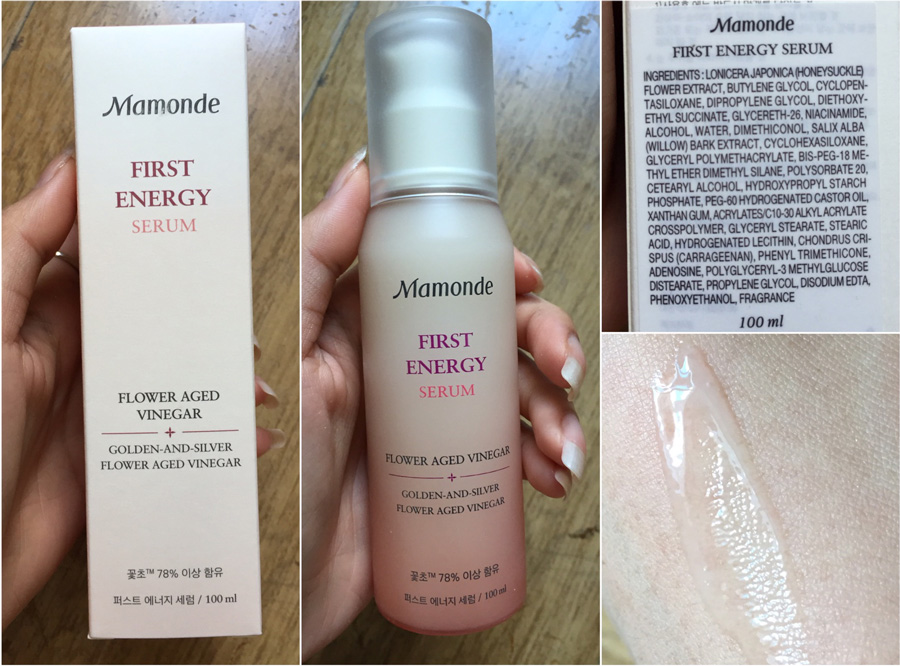 Mamonde
FIRST
ENERGY
SERUM
FLOWER AGED
VINEGAR
GOLDEN-AND-SILVER
FLOWER AGED VINEGAR
꽃초™ 78% 이상 함유
퍼스트 에너지 세럼 / 100 ml
Mamonde
FIRST
ENERGY
SERUM
FLOWER AGED VINEGAR
GOLDEN-AND-SILVER
FLOWER AGED VINEGAR
꽃초™ 78% 이상 함유
퍼스트 에너지 세럼 / 100 ml
Mamonde
FIRST ENERGY SERUM
INGREDIENTS : LONICERA JAPONICA (HONEYSUCKLE)
FLOWER EXTRACT, BUTYLENE GLYCOL, CYCLOPEN-
TASILOXANE, DIPROPYLENE GLYCOL, DIETHOXY-
ETHYL SUCCINATE, GLYCERETH-26, NIACINAMIDE,
ALCOHOL, WATER, DIMETHICONOL, SALIX ALBA
(WILLOW) BARK EXTRACT, CYCLOHEXASILOXANE,
GLYCERYL POLYMETHACRYLATE, BIS-PEG-18 ME-
THYL ETHER DIMETHYL SILANE, POLYSORBATE 20,
CETEARYL ALCOHOL, HYDROXYPROPYL STARCH
PHOSPHATE, PEG-60 HYDROGENATED CASTOR OIL,
XANTHAN GUM, ACRYLATES/C10-30 ALKYL ACRYLATE
CROSSPOLYMER, GLYCERYL STEARATE, STEARIC
ACID, HYDROGENATED LECITHIN, CHONDRUS CRI-
SPUS (CARRAGEENAN), PHENYL TRIMETHICONE,
ADENOSINE, POLYGLYCERYL-3 METHYLGLUCOSE
DISTEARATE, PROPYLENE GLYCOL, DISODIUM EDTA,
PHENOXYETHANOL, FRAGRANCE
100 ml